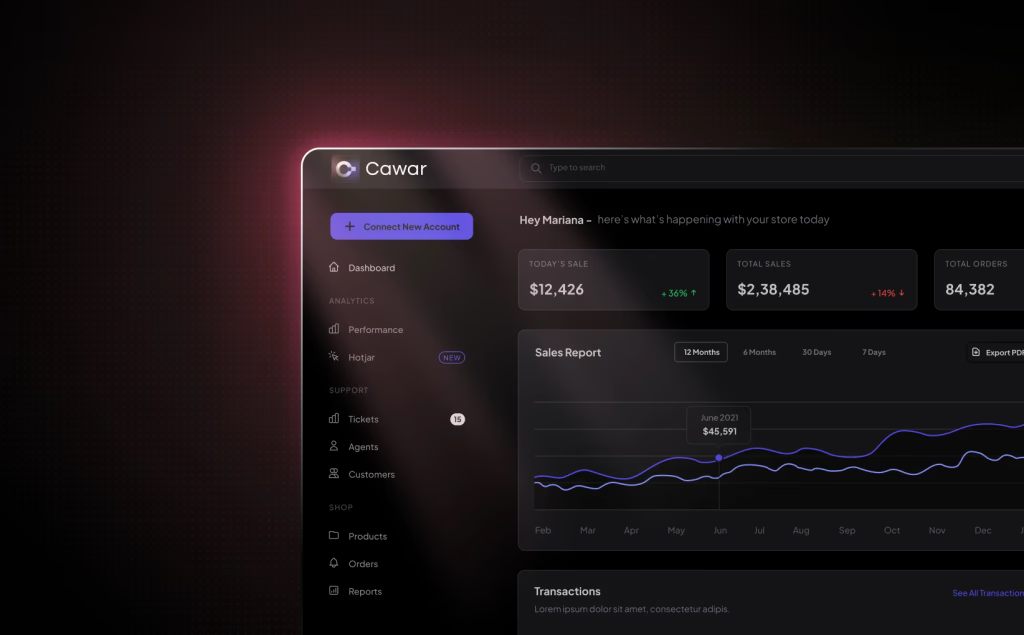 Cawar
Type to search
Connect New Account
Dashboard
ANALYTICS
Performance
Hotjar NEW
SUPPORT
Tickets 15
Agents
Customers
SHOP
Products
Orders
Reports
Hey Mariana – here's what's happening with your store today
TODAY'S SALE
$12,426
+ 36% ↑
TOTAL SALES
$2,38,485
+ 14% ↓
TOTAL ORDERS
84,382
Sales Report
12 Months 6 Months 30 Days 7 Days
Export PDF
June 2021
$45,591
Feb Mar Apr May Jun Jul Aug Sep Oct Nov Dec
Transactions
See All Transaction
Lorem ipsum dolor sit amet, consectetur adipis.